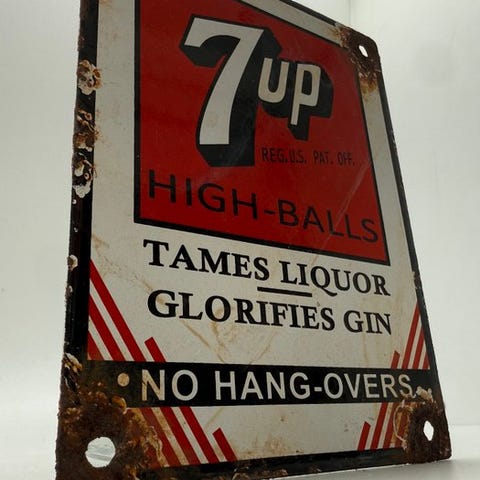 7up
REG. U.S. PAT. OFF.
HIGH-BALLS
TAMES LIQUOR
GLORIFIES GIN
NO HANG-OVERS